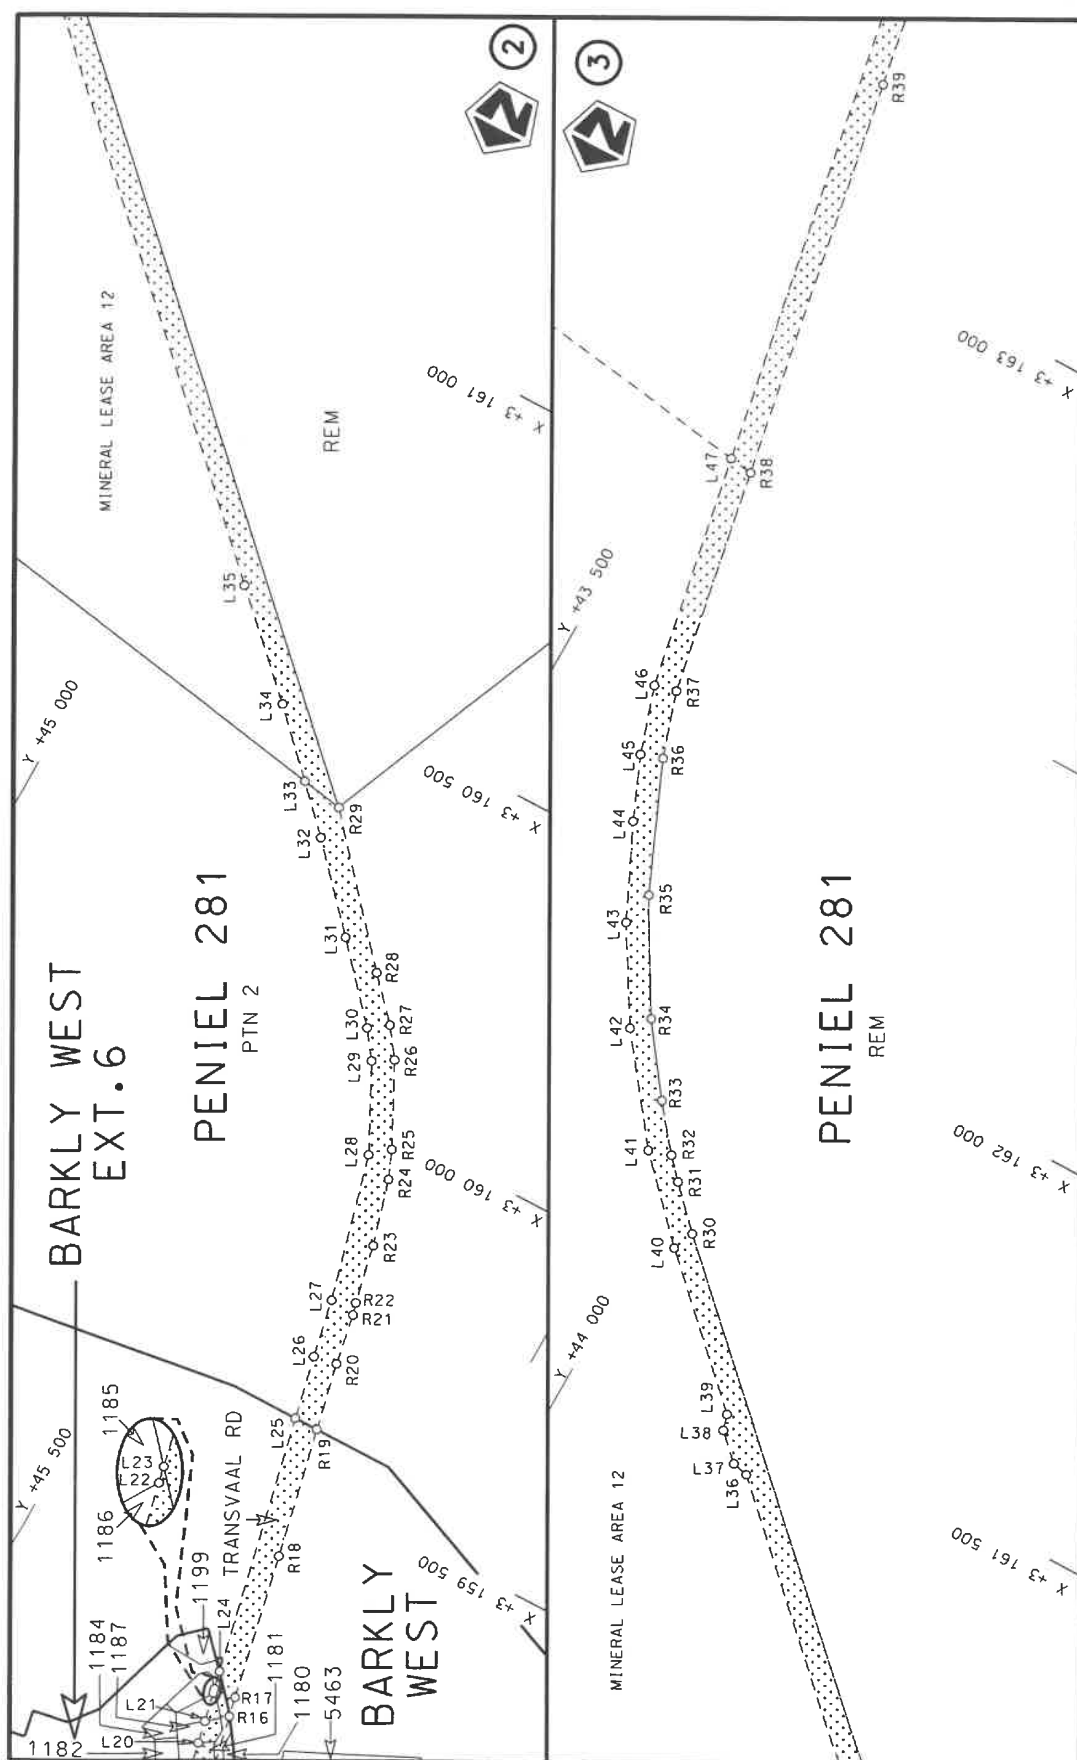 2
MINERAL LEASE AREA 12
REM
X +3 161 000
L35
L34
L33
L32
R29
Y +45 000
X +3 160 500
L31
R28
L30
R27
L29
R26
PENIEL 281
PTN 2
BARKLY WEST
EXT.6
L28
R25
R24
X +3 160 000
R23
L27
R22
R21
L26
R20
L25
R19
Y +45 500
1185
L23
L22
1186
TRANSVAAL RD
R18
1199
L24
1184
1187
1181
L21
R17
R16
1180
L20
5463
1182
BARKLY
WEST
X +3 159 500
3
R39
X +3 163 000
L47
R38
Y +43 500
L46
R37
L45
R36
L44
R35
L43
R34
L42
R33
PENIEL 281
REM
L41
R32
R31
X +3 162 000
L40
R30
Y +44 000
L39
L38
L37
L36
MINERAL LEASE AREA 12
X +3 161 500